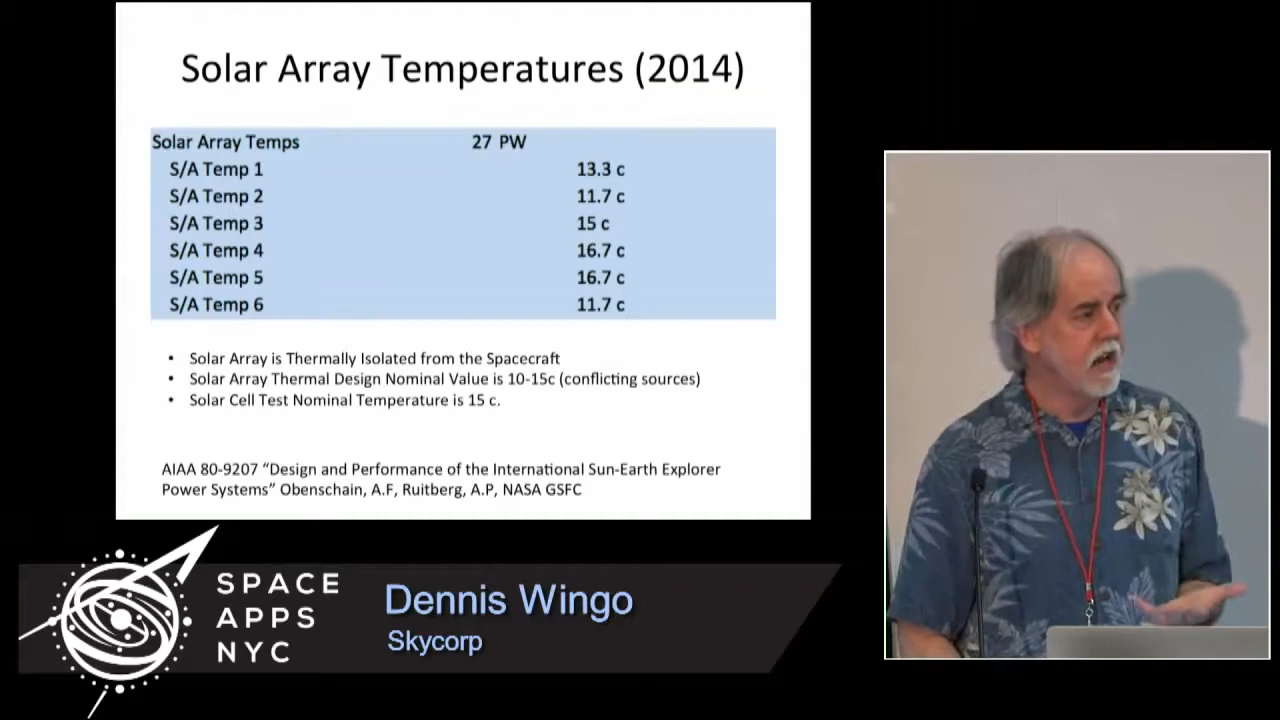 Solar Array Temperatures (2014)
Solar Array Temps 27 PW
S/A Temp 1 13.3 c
S/A Temp 2 11.7 c
S/A Temp 3 15 c
S/A Temp 4 16.7 c
S/A Temp 5 16.7 c
S/A Temp 6 11.7 c
• Solar Array is Thermally Isolated from the Spacecraft
• Solar Array Thermal Design Nominal Value is 10-15c (conflicting sources)
• Solar Cell Test Nominal Temperature is 15 c.
AIAA 80-9207 “Design and Performance of the International Sun-Earth Explorer
Power Systems” Obenschain, A.F, Ruitberg, A.P, NASA GSFC
SPACE
APPS
NYC
Dennis Wingo
Skycorp